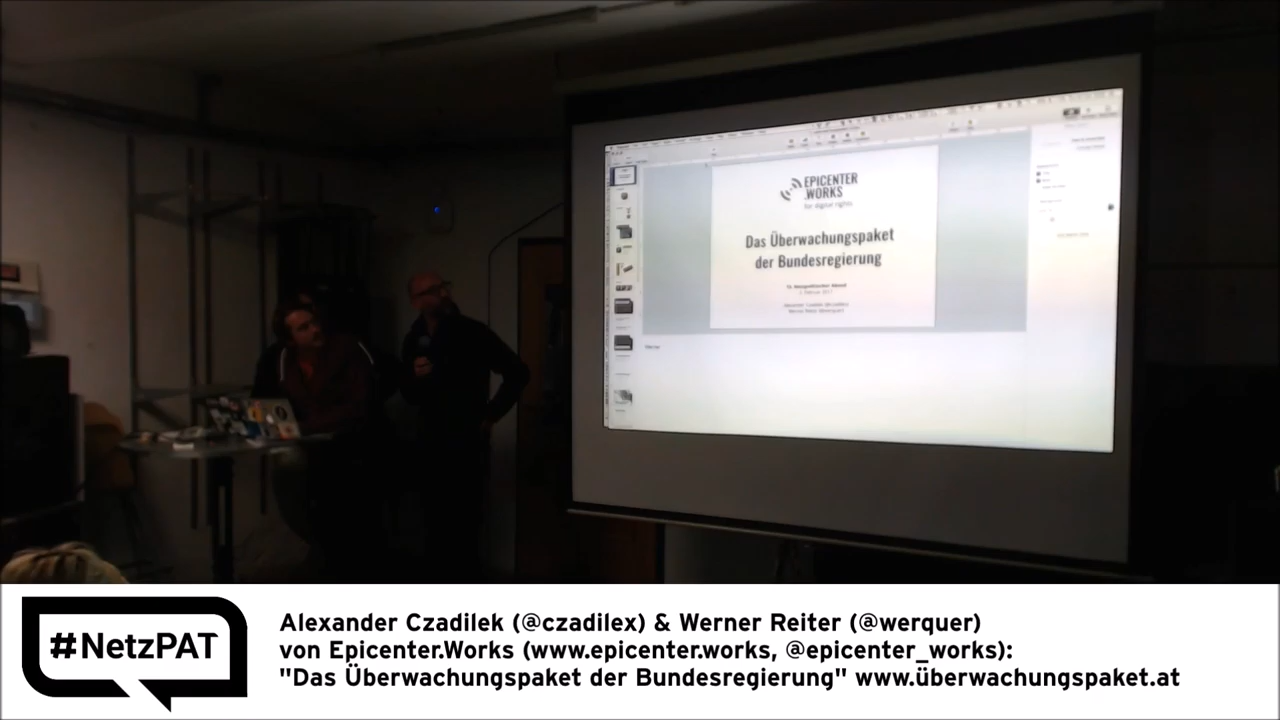 EPICENTER
.WORKS
for digital rights
Das Überwachungspaket
der Bundesregierung
#NetzPAT
Alexander Czadilek (@czadilex) & Werner Reiter (@werquer)
von Epicenter.Works (www.epicenter.works, @epicenter_works):
"Das Überwachungspaket der Bundesregierung" www.überwachungspaket.at